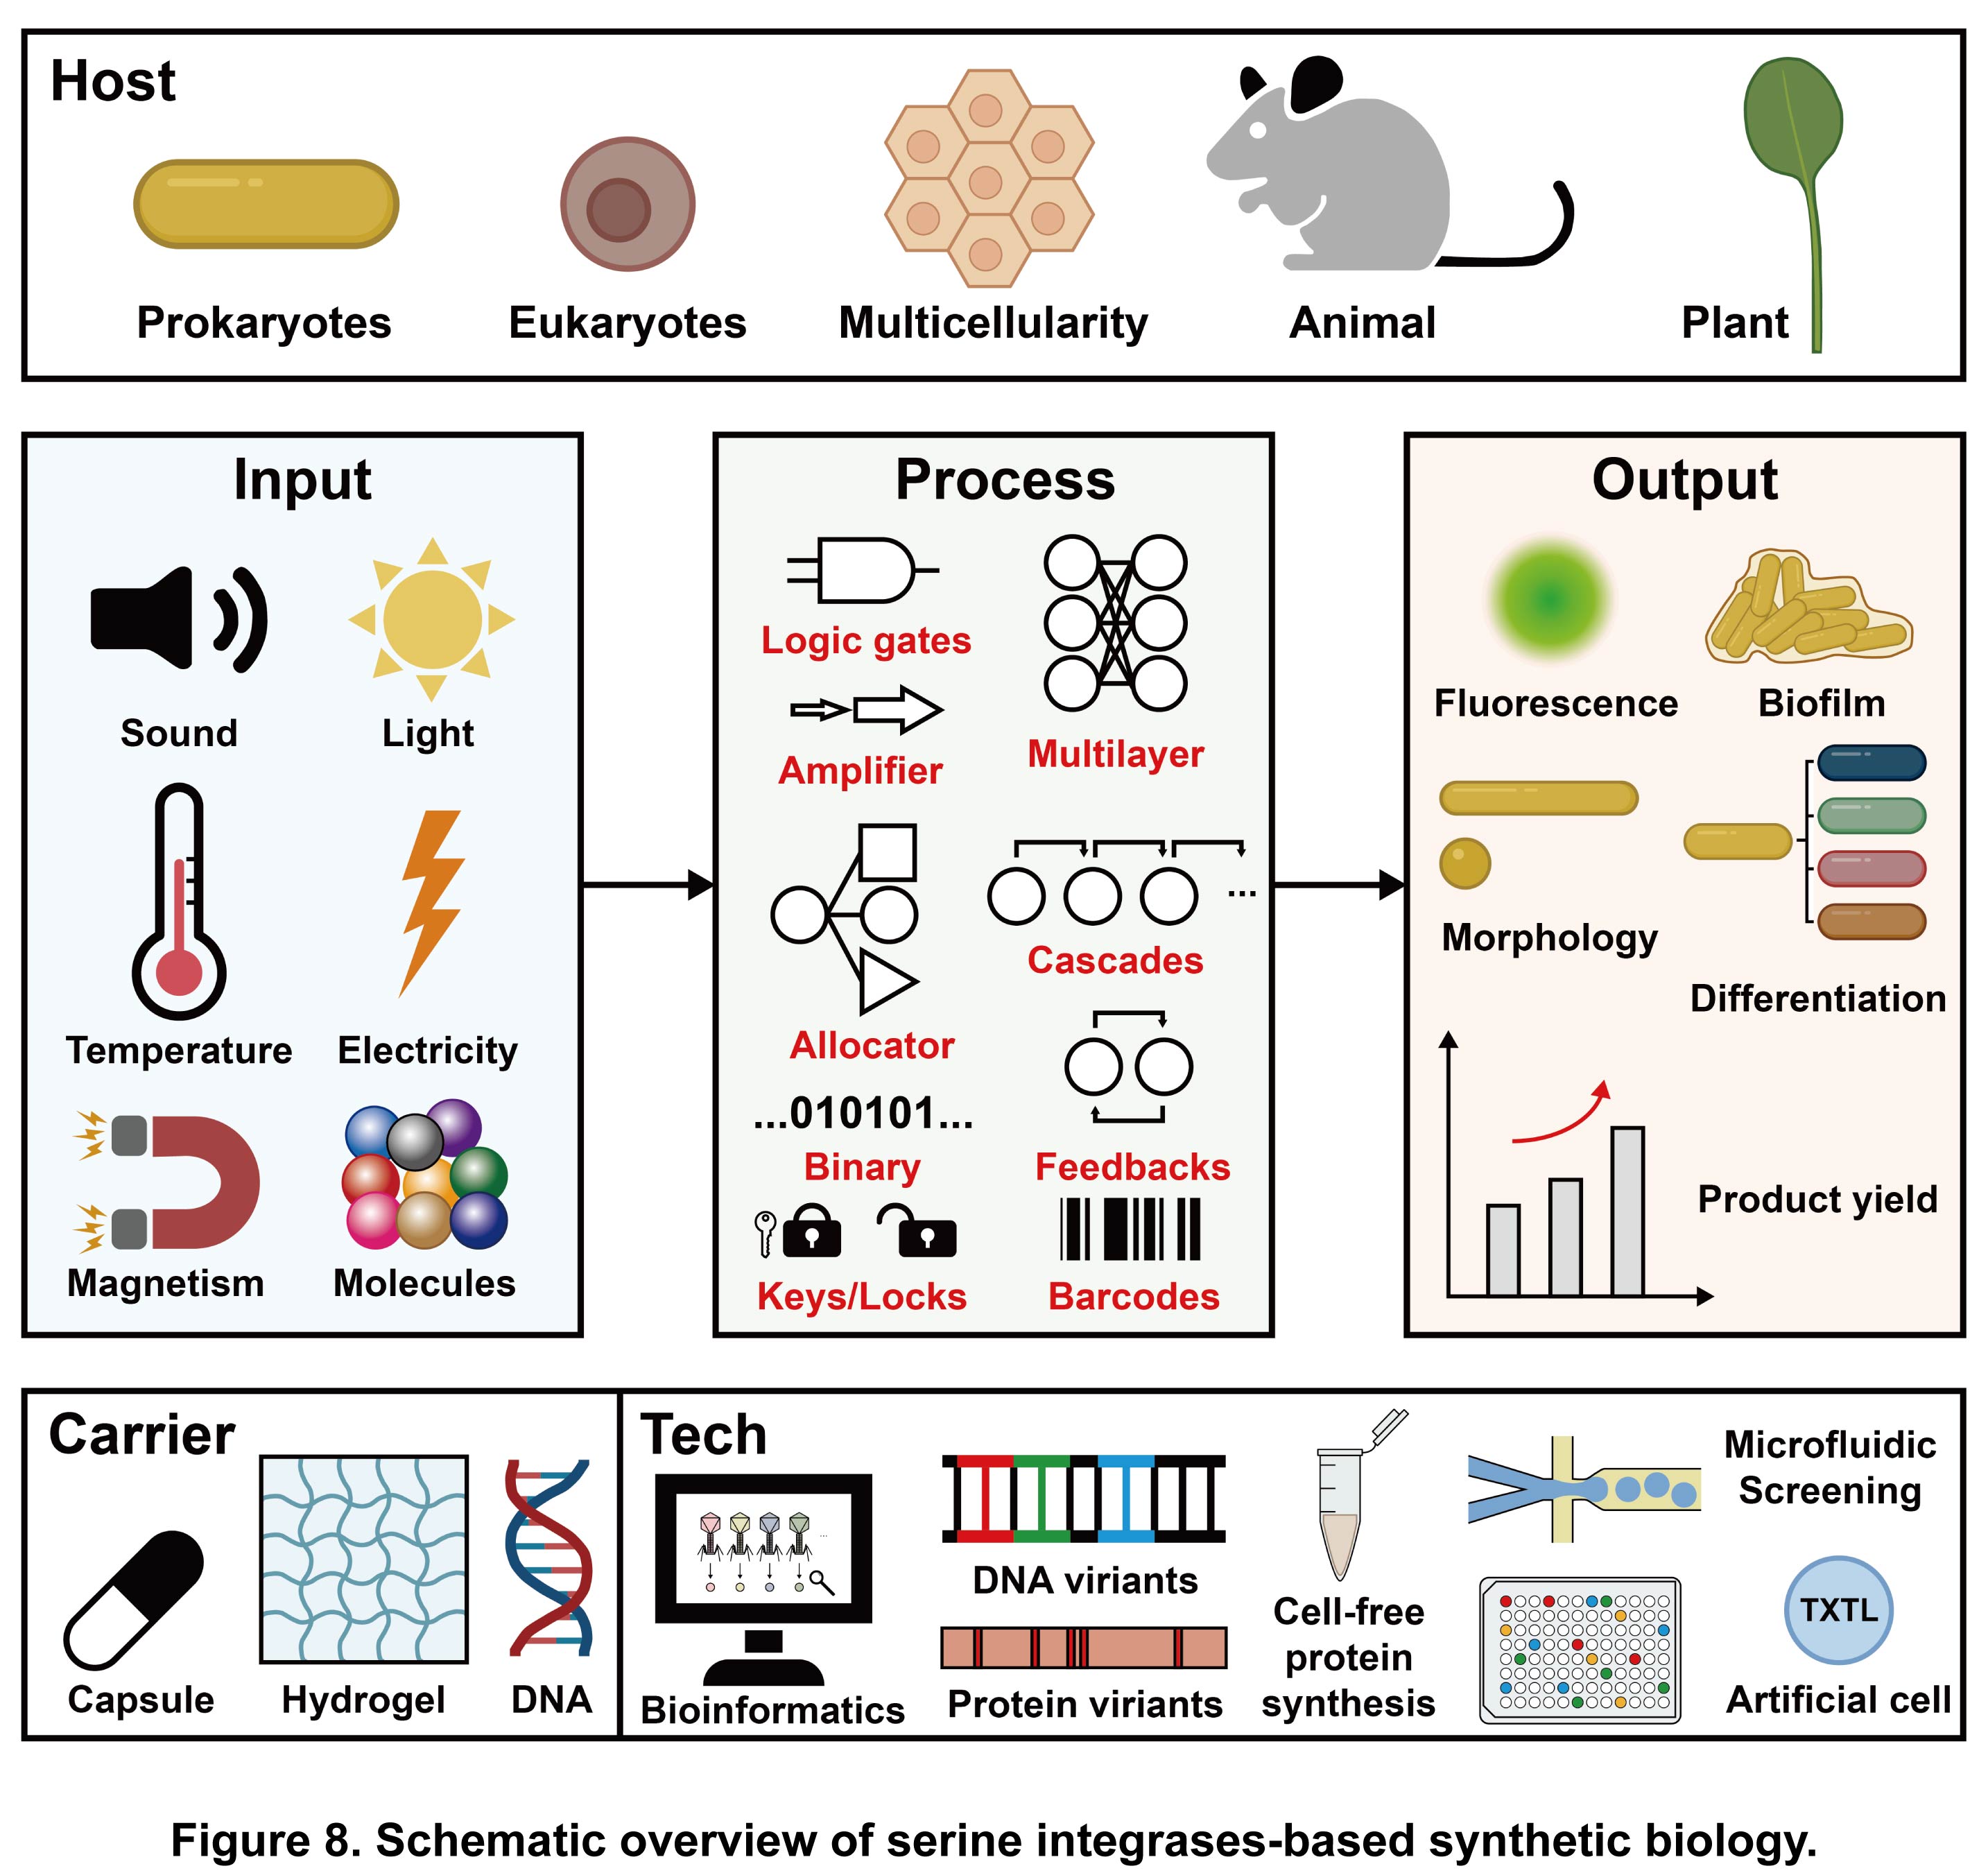 Host
Prokaryotes
Eukaryotes
Multicellularity
Animal
Plant
Input
Sound
Light
Temperature
Electricity
Magnetism
Molecules
Process
Logic gates
Multilayer
Amplifier
Allocator
...
Cascades
...010101...
Binary
Feedbacks
Keys/Locks
Barcodes
Output
Fluorescence
Biofilm
Morphology
Differentiation
Product yield
Carrier
Capsule
Hydrogel
DNA
Tech
...
Bioinformatics
DNA viriants
Protein viriants
Cell-free
protein
synthesis
Microfluidic
Screening
TXTL
Artificial cell
Figure 8. Schematic overview of serine integrases-based synthetic biology.